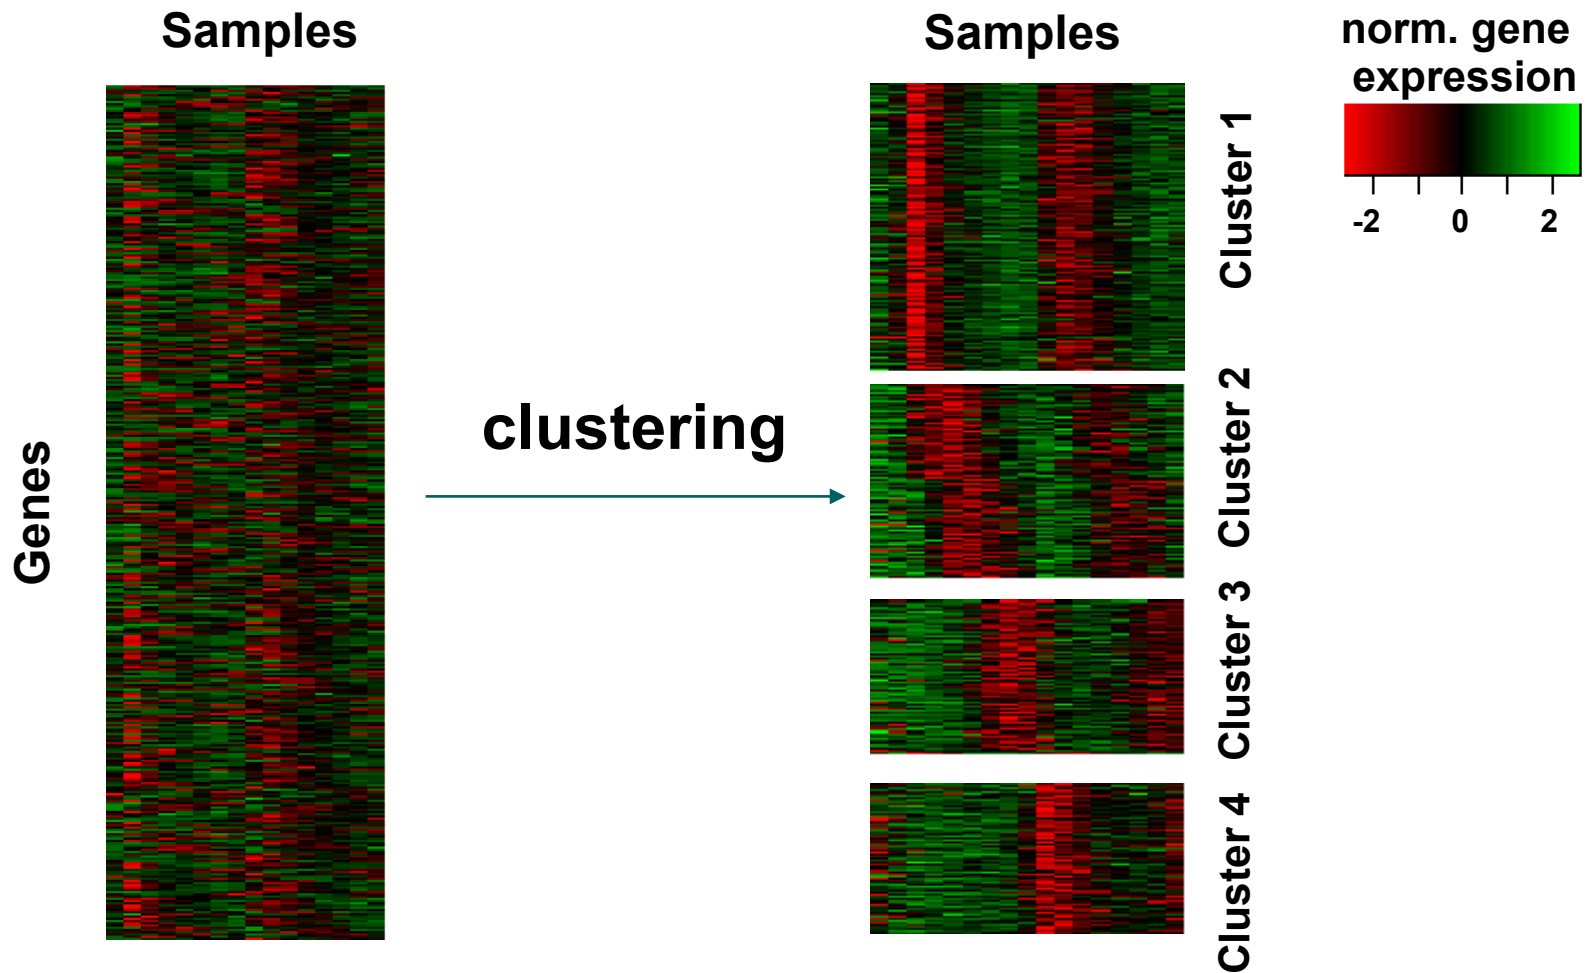 Samples
Genes
clustering
Samples
Cluster 1
Cluster 2
Cluster 3
Cluster 4
norm. gene
expression
-2 0 2